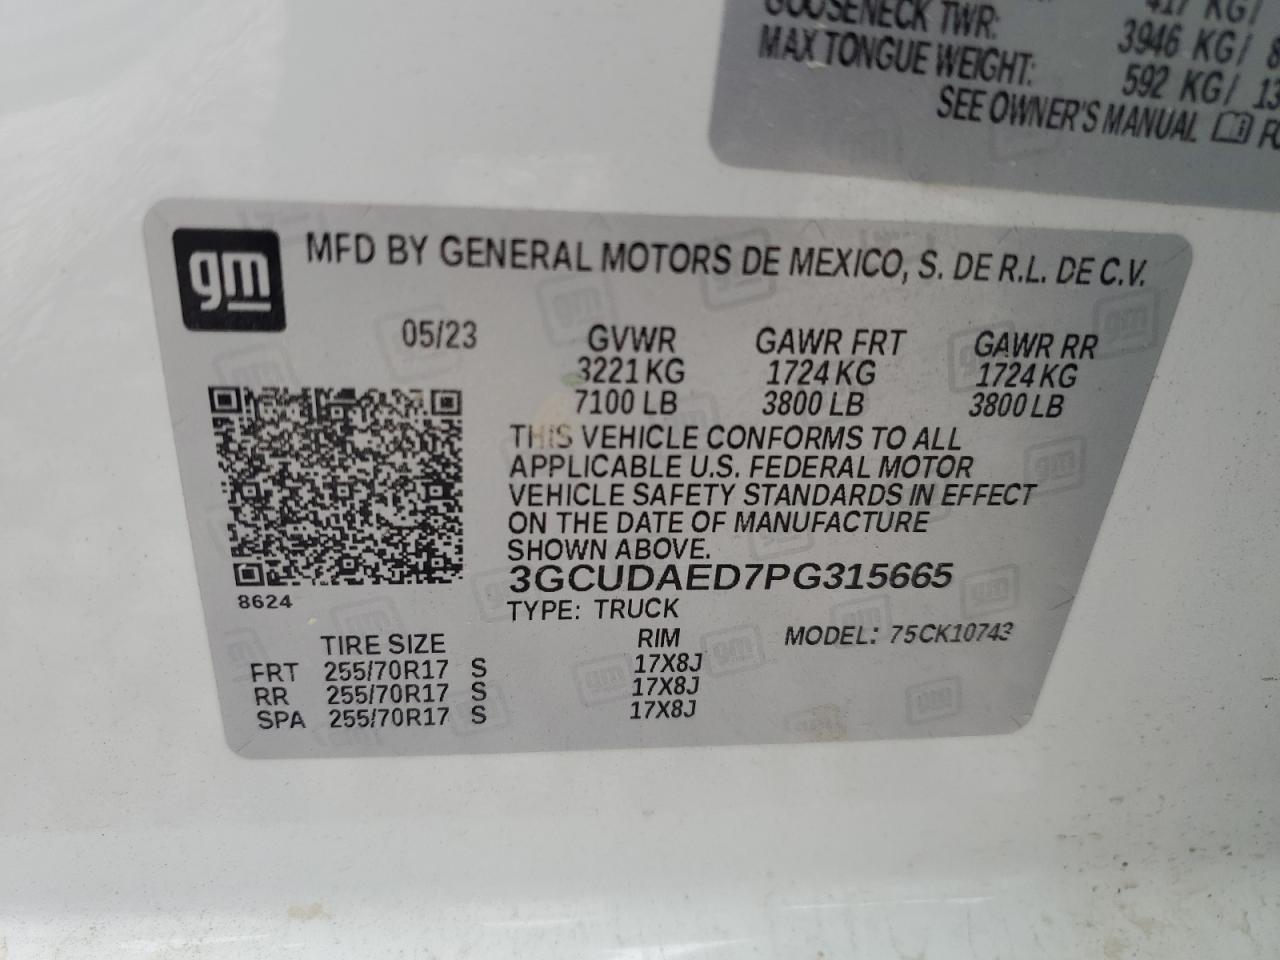 GOOSENECK TWR: 3946 KG/ 8
MAX TONGUE WEIGHT: 592 KG/ 13
SEE OWNER'S MANUAL
gm
MFD BY GENERAL MOTORS DE MEXICO, S. DE R.L. DE C.V.
05/23 GVWR GAWR FRT GAWR RR
3221 KG 1724 KG 1724 KG
7100 LB 3800 LB 3800 LB
THIS VEHICLE CONFORMS TO ALL
APPLICABLE U.S. FEDERAL MOTOR
VEHICLE SAFETY STANDARDS IN EFFECT
ON THE DATE OF MANUFACTURE
SHOWN ABOVE.
3GCUDAED7PG315665
8624
TYPE: TRUCK
TIRE SIZE RIM MODEL: 75CK10743
FRT 255/70R17 S 17X8J
RR 255/70R17 S 17X8J
SPA 255/70R17 S 17X8J